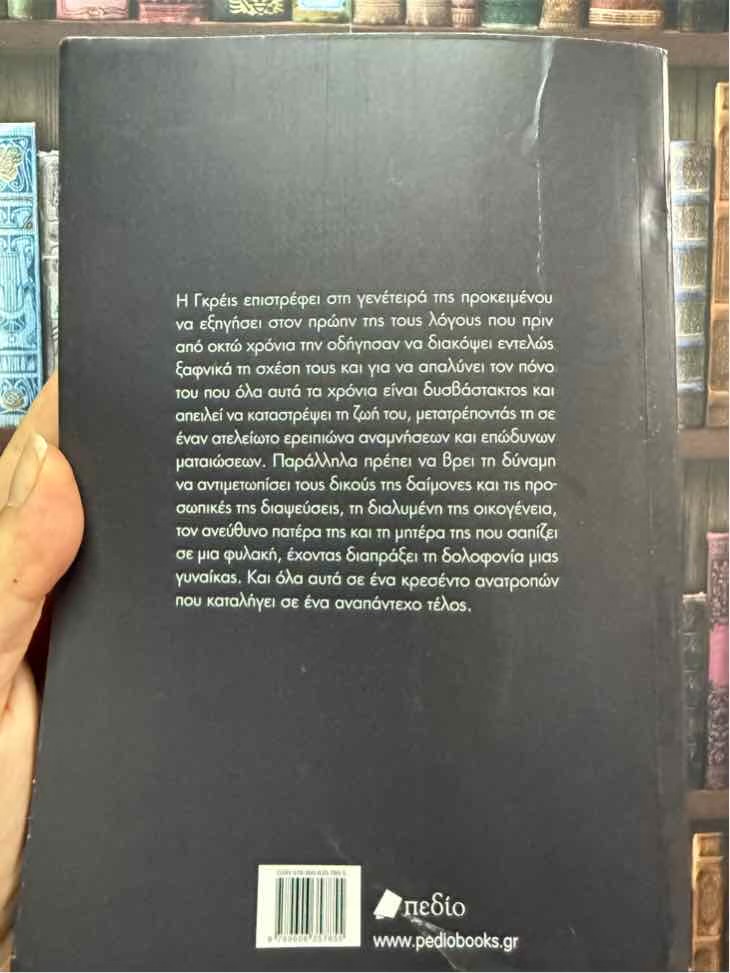 Η Γκρέις επιστρέφει στη γενέτειρά της προκειμένου
να εξηγήσει στον πρώην της τους λόγους που πριν
από οκτώ χρόνια την οδήγησαν να διακόψει εντελώς
ξαφνικά τη σχέση τους και για να απαλύνει τον πόνο
του που όλα αυτά τα χρόνια είναι δυσβάστακτος και
απειλεί να καταστρέψει τη ζωή του, μετατρέποντάς τη σε
έναν ατελείωτο ερειπιώνα αναμνήσεων και επώδυνων
ματαιώσεων. Παράλληλα πρέπει να βρει τη δύναμη
να αντιμετωπίσει τους δικούς της δαίμονες και τις προ-
σωπικές της διαψεύσεις, τη διαλυμένη της οικογένεια,
τον ανεύθυνο πατέρα της και τη μητέρα της που σαπίζει
σε μια φυλακή, έχοντας διαπράξει τη δολοφονία μιας
γυναίκας. Και όλα αυτά σε ένα κρεσέντο ανατροπών
που καταλήγει σε ένα αναπάντεχο τέλος.
πεδίο
www.pediobooks.gr